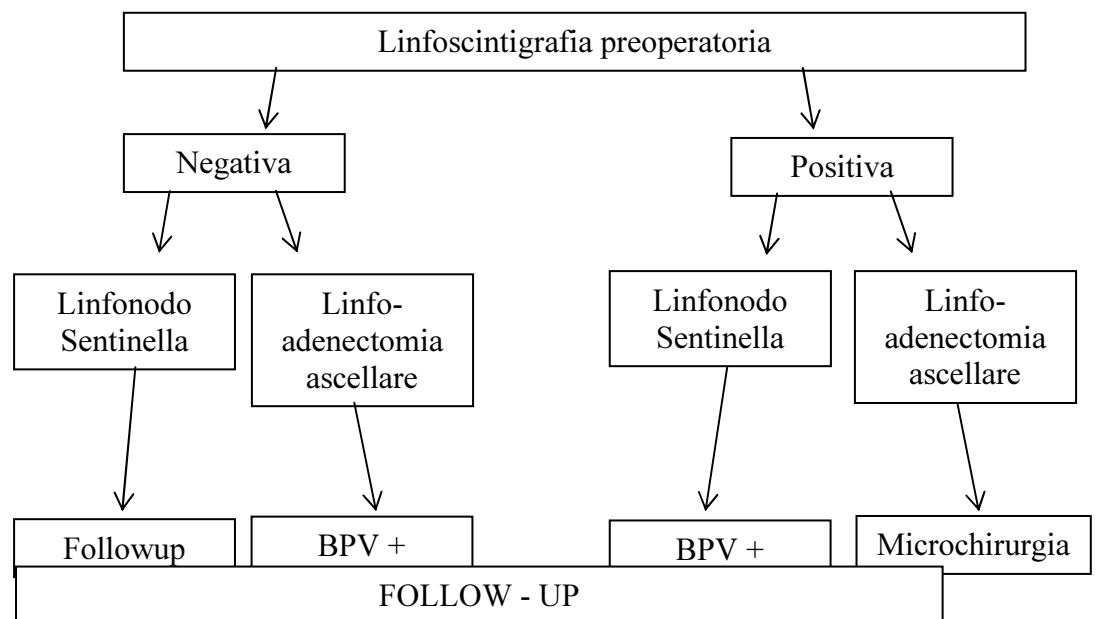 Linfoscintigrafia preoperatoria
Negativa
Positiva
Linfonodo
Sentinella
Linfo-
adenectomia
ascellare
Linfonodo
Sentinella
Linfo-
adenectomia
ascellare
Followup
BPV +
BPV +
Microchirurgia
FOLLOW - UP